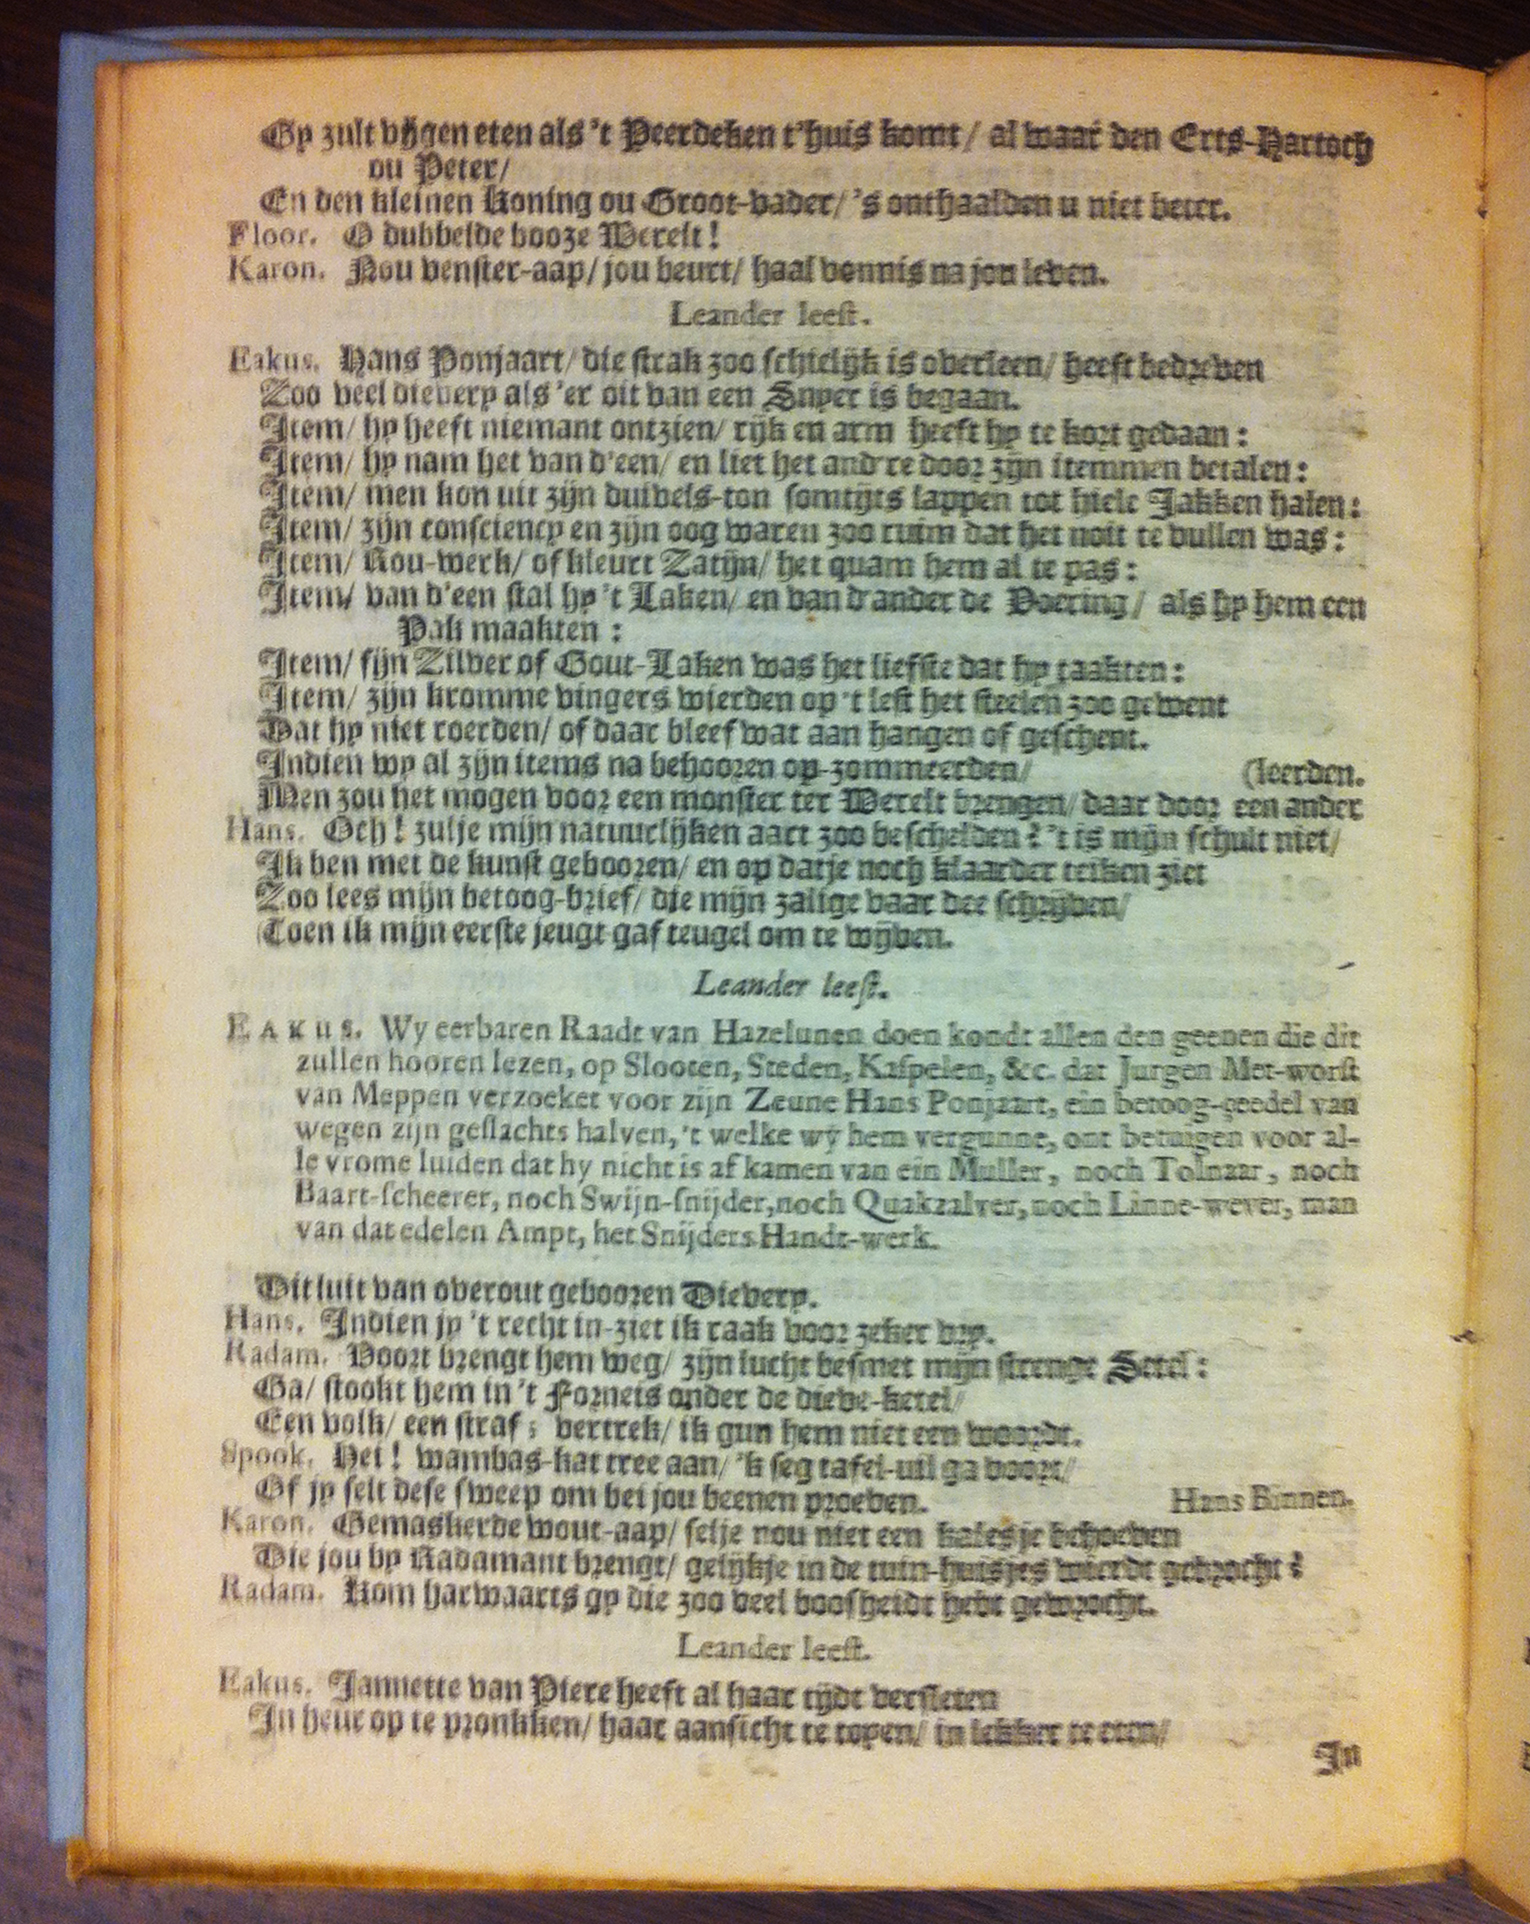 Gy zult vijgen eten als 't Peerdeken t'huis komt / al waar den Erts-Hartoch
ou Peter /
En den kleinen Koning ou Groot-vader / 's onthaalden u niet beter.
Floor. O dubbelde booze Werelt !
Karon. Nou venster-aap / jou beurt / haal vonnis na jou leven.
Leander leest.
Eakus. Hans Ponjaart / die strak zoo schielijk is overleen / heeft bedreven
Zoo veel dievery als 'er oit van een Snyer is begaan.
Item / hy heeft niemant ontzien / rijk en arm heeft hy te kort gedaan :
Item / hy nam het van d'een / en liet het and're door zijn itemmen betalen :
Item / men kon uit zijn duivels-ton somtijts lappen tot hiele Jakken halen :
Item / zijn consciency en zijn oog waren zoo ruim dat het noit te vullen was :
Item / Rou-werk / of kleurt Zatijn / het quam hem al te pas :
Item / van d'een stal hy 't Laken / en van d'ander de Voering / als hy hem een
Pak maakten :
Item / fijn Zilver of Gout-Laken was het liefste dat hy raakten :
Item / zijn kromme vingers wierden op 't lest het steelen zoo gewent
Dat hy niet roerden / of daar bleef wat aan hangen of geschent.
Indien wy al zijn items na behooren op-zommeerden /
(leerden.
Men zou het mogen voor een monster ter Werelt brengen / daar door een ander
Hans. Och ! zulje mijn natuurlijken aart zoo beschelden ? 't is mijn schult niet /
Ik ben met de kunst gebooren / en op datje noch klaarder teiken ziet
Zoo lees mijn betoog-brief / die mijn zalige vaar dee schrijven /
Toen ik mijn eerste jeugt gaf teugel om te wijven.
Leander leest.
EAKUS. Wy eerbaren Raadt van Hazelunen doen kondt allen den geenen die dit
zullen hooren lezen, op Slooten, Steden, Kaspelen, &c. dat Jurgen Met-worst
van Meppen verzoeket voor zijn Zeune Hans Ponjaart, ein betoog-ceedel van
wegen zijn geslachts halven, 't welke wy hem vergunne, ont betuigen voor al-
le vrome luiden dat hy nicht is af kamen van ein Muller, noch Tolnaar, noch
Baart-scheerer, noch Swijn-snijder, noch Quakzalver, noch Linne-wever, man
van dat edelen Ampt, het Snijders Handt-werk.
Dit luit van overout gebooren Dievery.
Hans. Indien jy 't recht in-ziet ik raak voor zeker vry.
Radam. Voort brengt hem weg / zijn lucht besmet mijn strenge Setel :
Ga / stookt hem in 't Forneis onder de dieve-ketel /
Een volk / een straf ; vertrek / ik gun hem niet een woordt.
Spook. Hei ! wambas-kat tree aan / 'k seg tafel-uil ga voort /
Of jy selt dese sweep om bei jou beenen proeven.
Hans Binnen.
Karon. Gemaskerde wout-aap / selje nou niet een kalesje behoeven
Die jou by Radamant brengt / gelijkje in de tuin-huisjes wierdt gebrocht ?
Radam. Kom harwaarts gy die zoo veel boosheidt hebt gewrocht.
Leander leest.
Eakus. Jannette van Piere heeft al haar tijdt versleten
In heur op te pronkken / haar aansicht te topen / in lekker te eten /
In